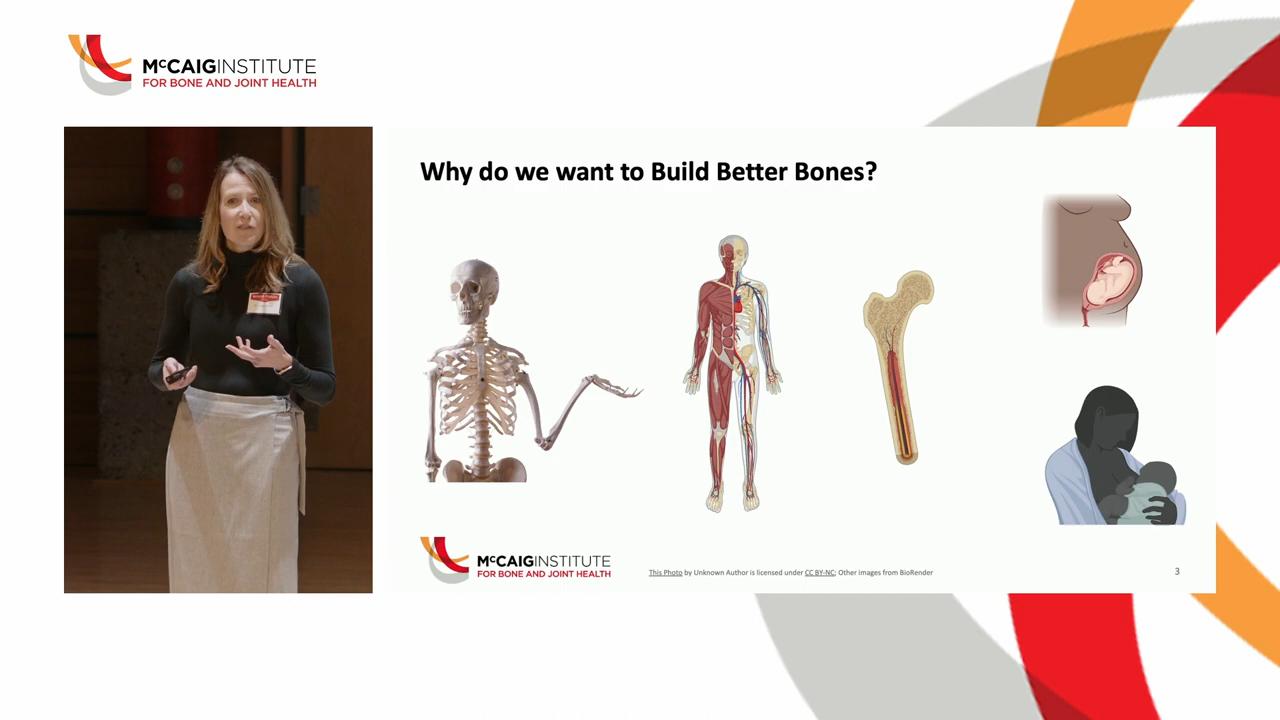 McCAIGINSTITUTE
FOR BONE AND JOINT HEALTH
Why do we want to Build Better Bones?
McCAIGINSTITUTE
FOR BONE AND JOINT HEALTH
This Photo by Unknown Author is licensed under CC BY-NC; Other images from BioRender
3